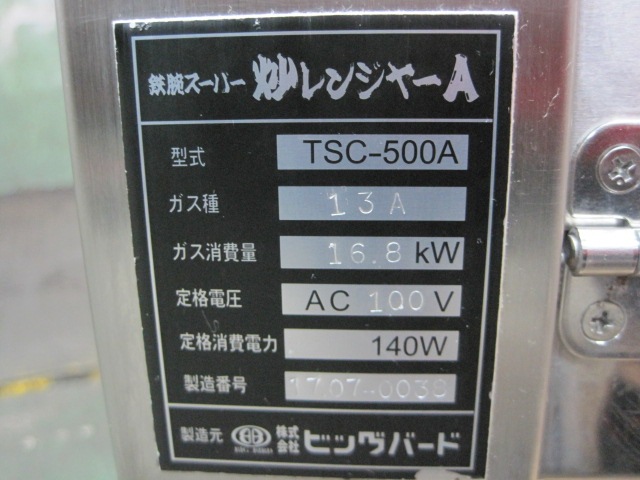 鉄腕スーパー 炒レンジャーA
型式 TSC-500A
ガス種 13A
ガス消費量 16.8 kW
定格電圧 AC 100 V
定格消費電力 140W
製造番号
製造元 株式会社 ビッグバード